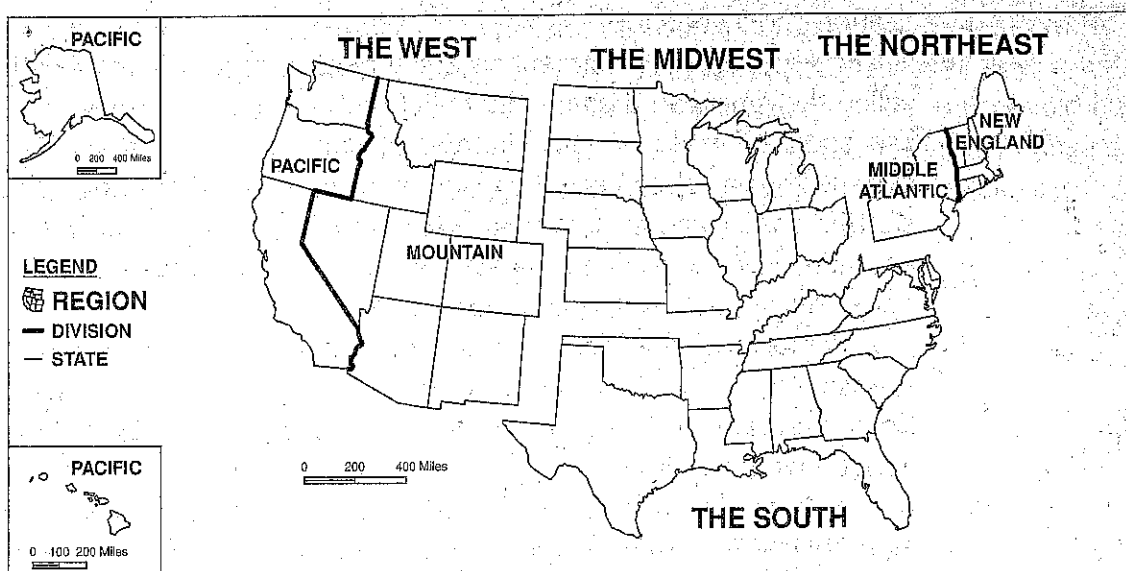 PACIFIC
0 200 400 Miles
THE WEST
THE MIDWEST
THE NORTHEAST
NEW
ENGLAND
MIDDLE
ATLANTIC
PACIFIC
MOUNTAIN
LEGEND
REGION
DIVISION
STATE
0 200 400 Miles
THE SOUTH
PACIFIC
0 100 200 Miles